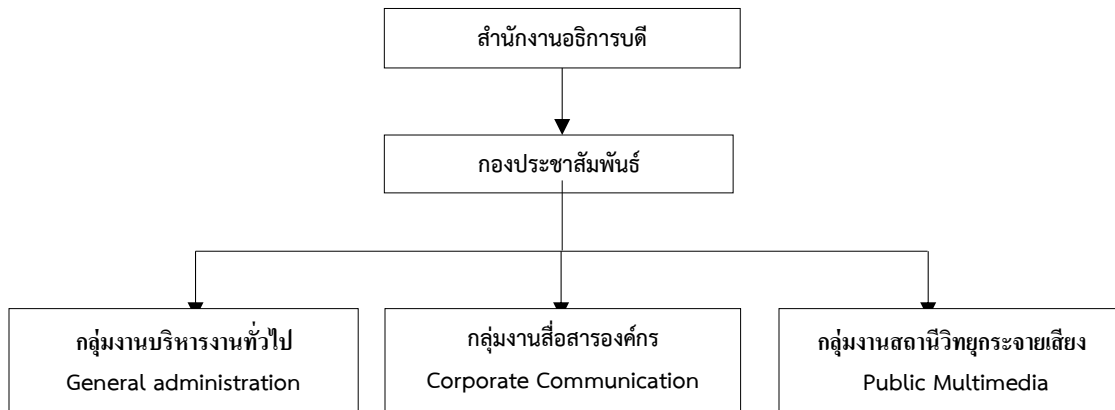 สำนักงานอธิการบดี
กองประชาสัมพันธ์
กลุ่มงานบริหารงานทั่วไป
General administration
กลุ่มงานสื่อสารองค์กร
Corporate Communication
กลุ่มงานสถานีวิทยุกระจายเสียง
Public Multimedia